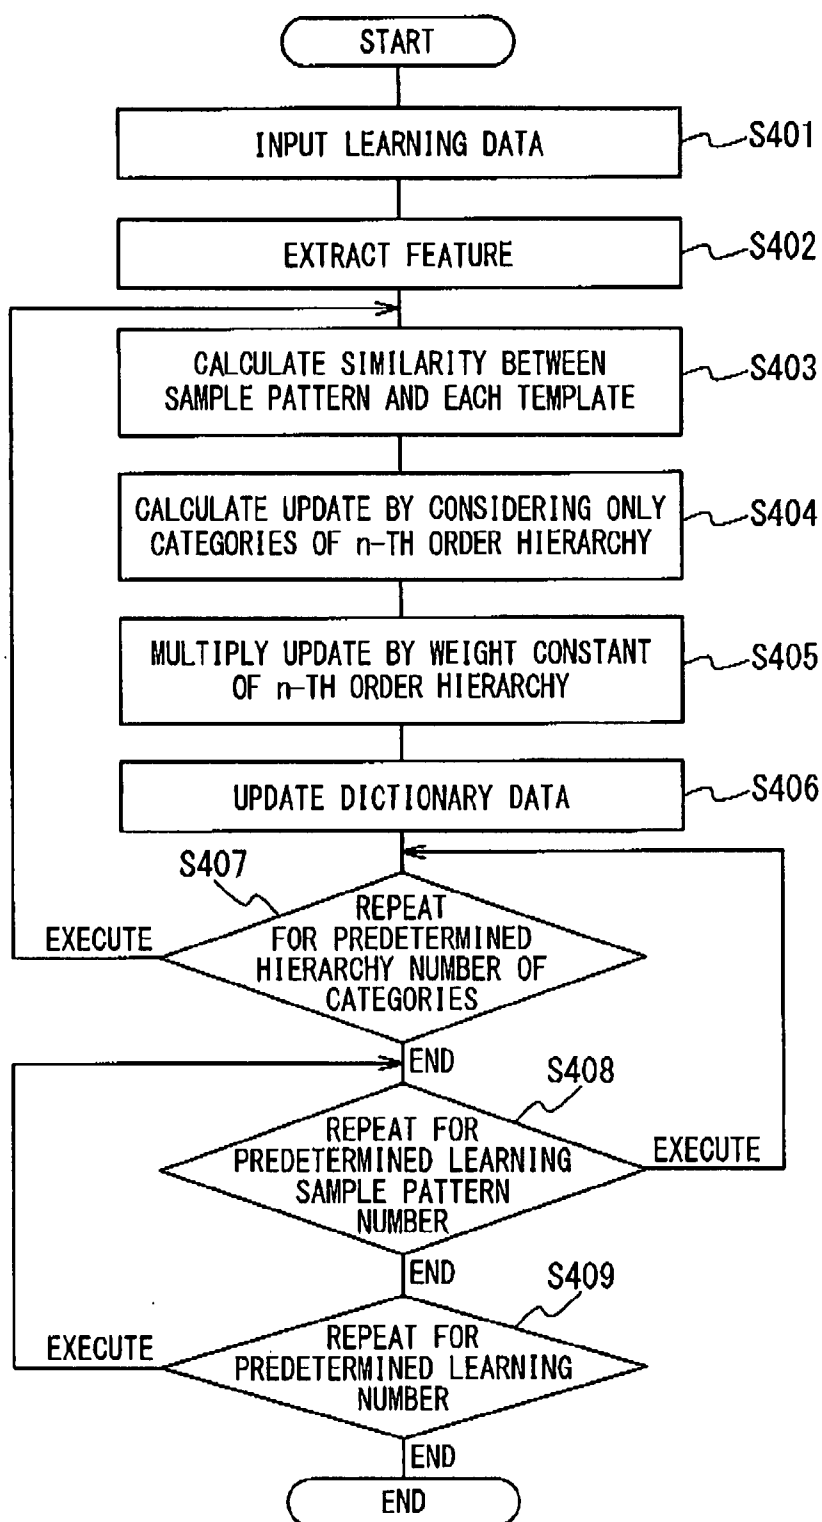 START
INPUT LEARNING DATA
S401
EXTRACT FEATURE
S402
CALCULATE SIMILARITY BETWEEN
SAMPLE PATTERN AND EACH TEMPLATE
S403
CALCULATE UPDATE BY CONSIDERING ONLY
CATEGORIES OF n-TH ORDER HIERARCHY
S404
MULTIPLY UPDATE BY WEIGHT CONSTANT
OF n-TH ORDER HIERARCHY
S405
UPDATE DICTIONARY DATA
S406
S407
REPEAT
FOR PREDETERMINED
HIERARCHY NUMBER OF
CATEGORIES
EXECUTE
END
S408
REPEAT FOR
PREDETERMINED LEARNING
SAMPLE PATTERN
NUMBER
EXECUTE
END
S409
REPEAT FOR
PREDETERMINED LEARNING
NUMBER
EXECUTE
END
END